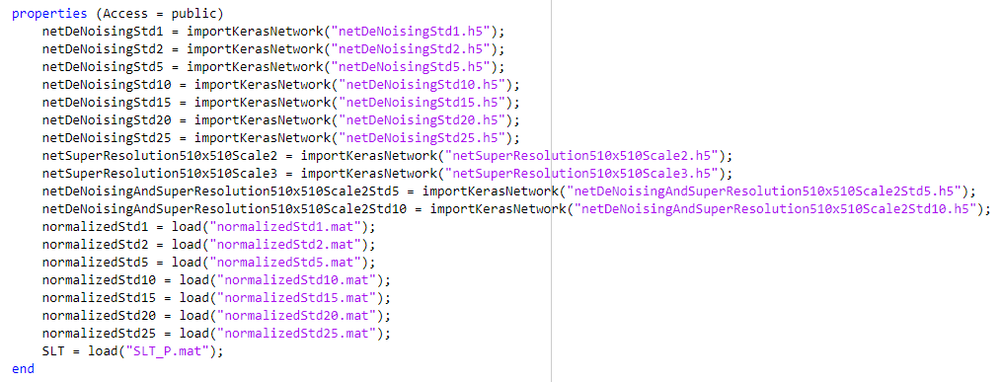 properties (Access = public)
netDeNoisingStd1 = importKerasNetwork("netDeNoisingStd1.h5");
netDeNoisingStd2 = importKerasNetwork("netDeNoisingStd2.h5");
netDeNoisingStd5 = importKerasNetwork("netDeNoisingStd5.h5");
netDeNoisingStd10 = importKerasNetwork("netDeNoisingStd10.h5");
netDeNoisingStd15 = importKerasNetwork("netDeNoisingStd15.h5");
netDeNoisingStd20 = importKerasNetwork("netDeNoisingStd20.h5");
netDeNoisingStd25 = importKerasNetwork("netDeNoisingStd25.h5");
netSuperResolution510x510Scale2 = importKerasNetwork("netSuperResolution510x510Scale2.h5");
netSuperResolution510x510Scale3 = importKerasNetwork("netSuperResolution510x510Scale3.h5");
netDeNoisingAndSuperResolution510x510Scale2Std5 = importKerasNetwork("netDeNoisingAndSuperResolution510x510Scale2Std5.h5");
netDeNoisingAndSuperResolution510x510Scale2Std10 = importKerasNetwork("netDeNoisingAndSuperResolution510x510Scale2Std10.h5");
normalizedStd1 = load("normalizedStd1.mat");
normalizedStd2 = load("normalizedStd2.mat");
normalizedStd5 = load("normalizedStd5.mat");
normalizedStd10 = load("normalizedStd10.mat");
normalizedStd15 = load("normalizedStd15.mat");
normalizedStd20 = load("normalizedStd20.mat");
normalizedStd25 = load("normalizedStd25.mat");
SLT = load("SLT_P.mat");
end